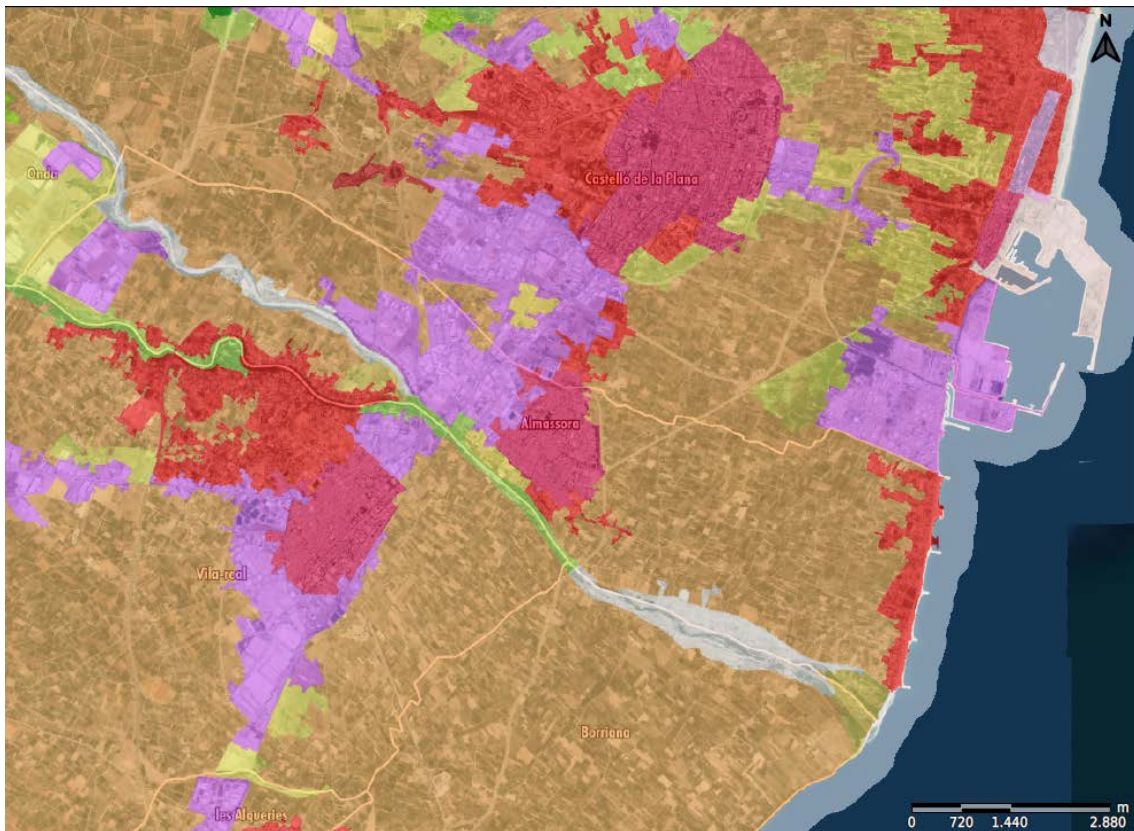 N
Onda
Castelló de la Plana
Almassora
Vila-real
Borriana
les Alqueries
m
0 720 1.440 2.880